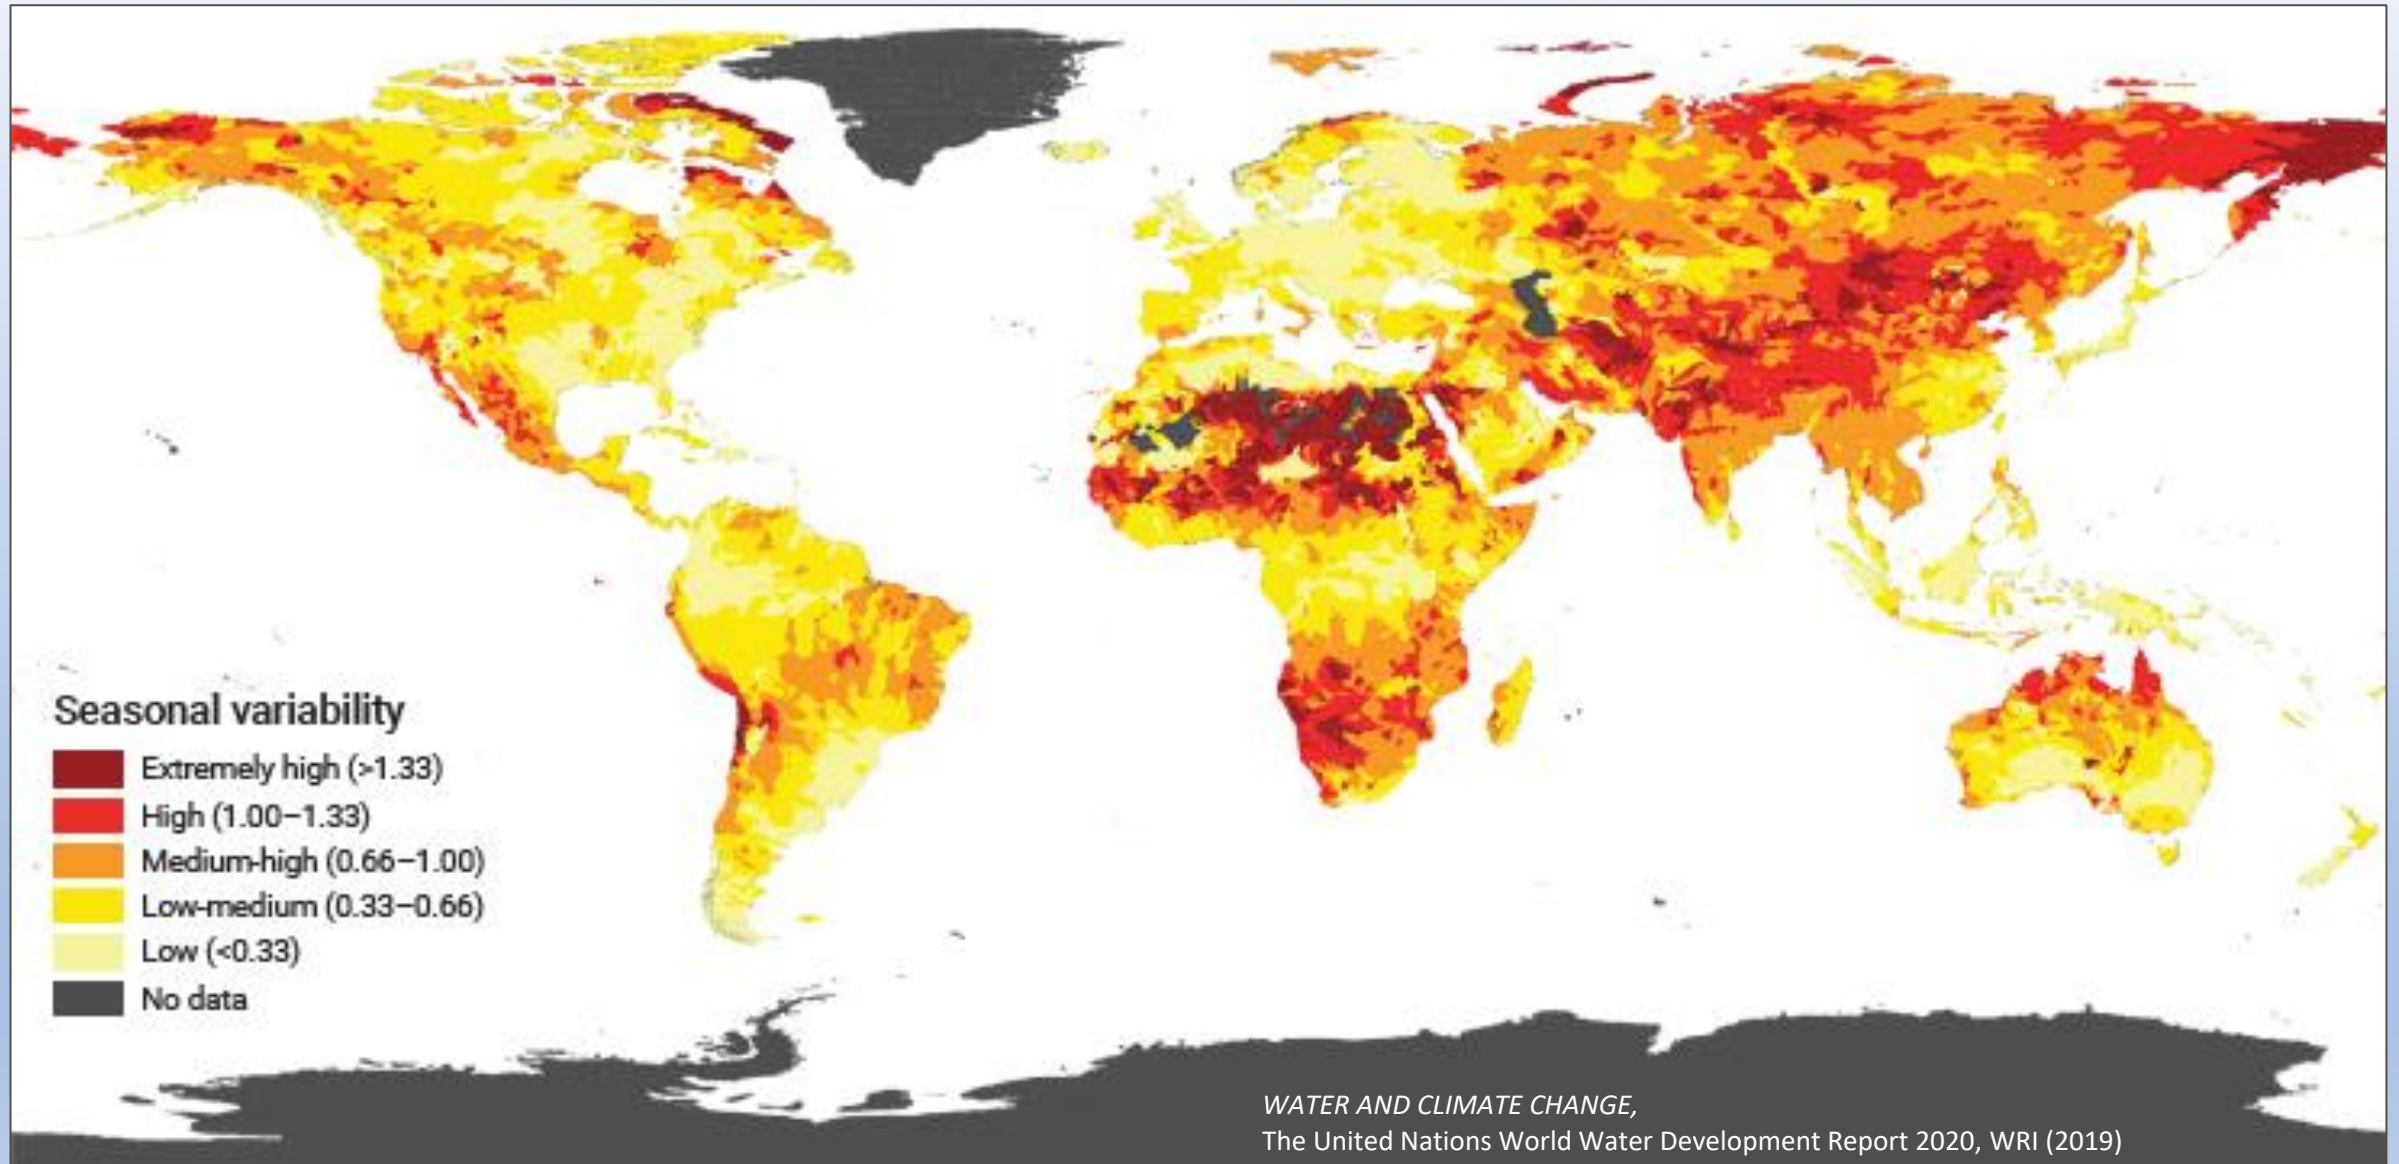 Seasonal variability
Extremely high (>1.33)
High (1.00–1.33)
Medium-high (0.66–1.00)
Low-medium (0.33–0.66)
Low (<0.33)
No data
WATER AND CLIMATE CHANGE,
The United Nations World Water Development Report 2020, WRI (2019)